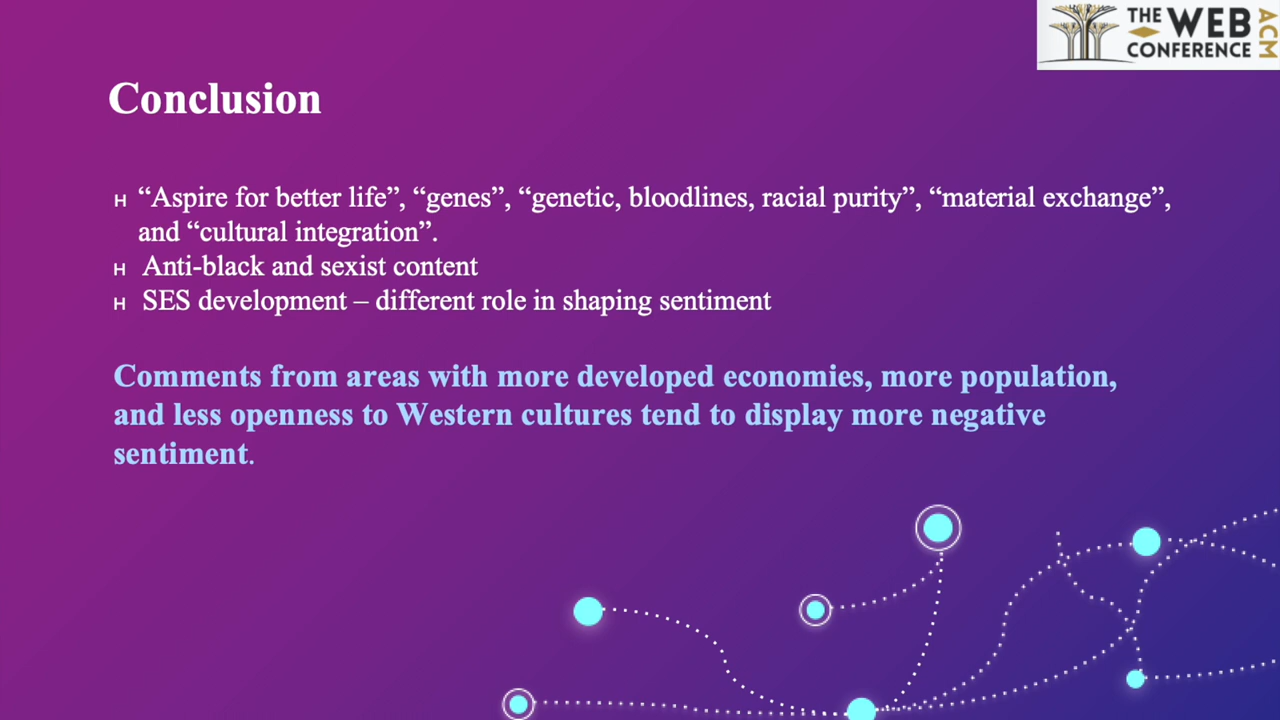 THE WEB
CONFERENCE
ACM
Conclusion
H “Aspire for better life”, “genes”, “genetic, bloodlines, racial purity”, “material exchange”,
and “cultural integration”.
H Anti-black and sexist content
H SES development – different role in shaping sentiment
Comments from areas with more developed economies, more population,
and less openness to Western cultures tend to display more negative
sentiment.